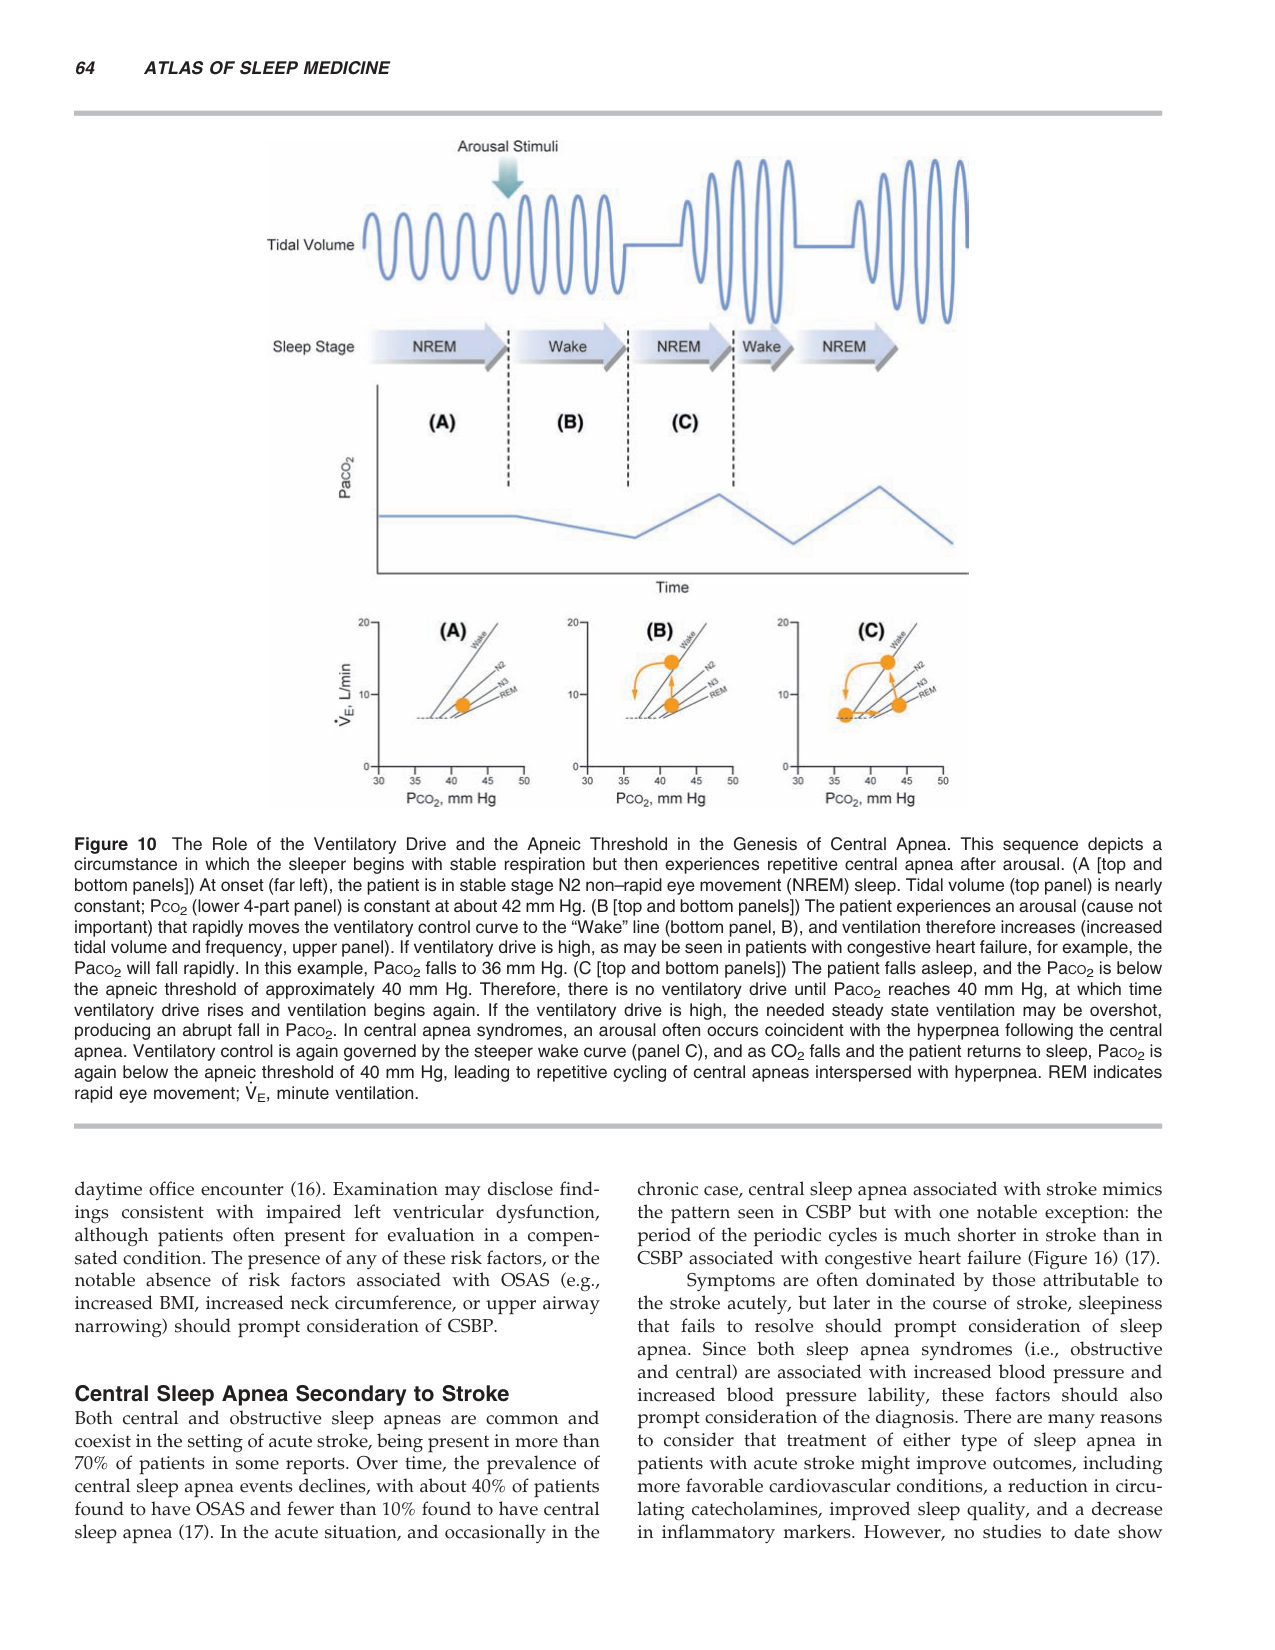 64 ATLAS OF SLEEP MEDICINE
Arousal Stimuli
Tidal Volume
Sleep Stage NREM Wake NREM Wake NREM
(A) (B) (C)
PaCO2
Time
20 (A) Wake 20 (B) Wake 20 (C) Wake
N2 N2 N2
N3 N3 N3
V̇E, L/min 10 REM 10 REM 10 REM
0 0 0
30 35 40 45 50 30 35 40 45 50 30 35 40 45 50
PCO2, mm Hg PCO2, mm Hg PCO2, mm Hg
Figure 10 The Role of the Ventilatory Drive and the Apneic Threshold in the Genesis of Central Apnea. This sequence depicts a
circumstance in which the sleeper begins with stable respiration but then experiences repetitive central apnea after arousal. (A [top and
bottom panels]) At onset (far left), the patient is in stable stage N2 non–rapid eye movement (NREM) sleep. Tidal volume (top panel) is nearly
constant; PCO2 (lower 4-part panel) is constant at about 42 mm Hg. (B [top and bottom panels]) The patient experiences an arousal (cause not
important) that rapidly moves the ventilatory control curve to the “Wake” line (bottom panel, B), and ventilation therefore increases (increased
tidal volume and frequency, upper panel). If ventilatory drive is high, as may be seen in patients with congestive heart failure, for example, the
PaCO2 will fall rapidly. In this example, PaCO2 falls to 36 mm Hg. (C [top and bottom panels]) The patient falls asleep, and the PaCO2 is below
the apneic threshold of approximately 40 mm Hg. Therefore, there is no ventilatory drive until PaCO2 reaches 40 mm Hg, at which time
ventilatory drive rises and ventilation begins again. If the ventilatory drive is high, the needed steady state ventilation may be overshot,
producing an abrupt fall in PaCO2. In central apnea syndromes, an arousal often occurs coincident with the hyperpnea following the central
apnea. Ventilatory control is again governed by the steeper wake curve (panel C), and as CO2 falls and the patient returns to sleep, PaCO2 is
again below the apneic threshold of 40 mm Hg, leading to repetitive cycling of central apneas interspersed with hyperpnea. REM indicates
rapid eye movement; V̇E, minute ventilation.
daytime office encounter (16). Examination may disclose find-
ings consistent with impaired left ventricular dysfunction,
although patients often present for evaluation in a compen-
sated condition. The presence of any of these risk factors, or the
notable absence of risk factors associated with OSAS (e.g.,
increased BMI, increased neck circumference, or upper airway
narrowing) should prompt consideration of CSBP.
Central Sleep Apnea Secondary to Stroke
Both central and obstructive sleep apneas are common and
coexist in the setting of acute stroke, being present in more than
70% of patients in some reports. Over time, the prevalence of
central sleep apnea events declines, with about 40% of patients
found to have OSAS and fewer than 10% found to have central
sleep apnea (17). In the acute situation, and occasionally in the
chronic case, central sleep apnea associated with stroke mimics
the pattern seen in CSBP but with one notable exception: the
period of the periodic cycles is much shorter in stroke than in
CSBP associated with congestive heart failure (Figure 16) (17).
Symptoms are often dominated by those attributable to
the stroke acutely, but later in the course of stroke, sleepiness
that fails to resolve should prompt consideration of sleep
apnea. Since both sleep apnea syndromes (i.e., obstructive
and central) are associated with increased blood pressure and
increased blood pressure lability, these factors should also
prompt consideration of the diagnosis. There are many reasons
to consider that treatment of either type of sleep apnea in
patients with acute stroke might improve outcomes, including
more favorable cardiovascular conditions, a reduction in circu-
lating catecholamines, improved sleep quality, and a decrease
in inflammatory markers. However, no studies to date show